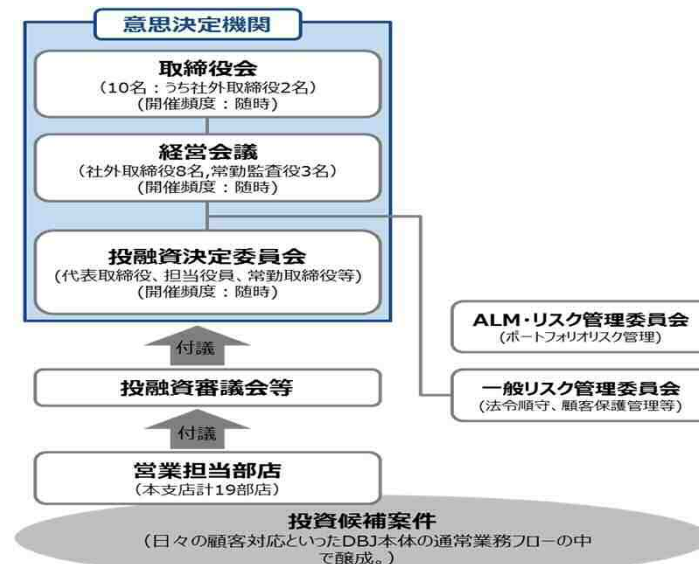 意思決定機関
取締役会
（10名：うち社外取締役2名）
(開催頻度：随時)
経営会議
（社外取締役8名,常勤監査役3名）
(開催頻度：随時)
投融資決定委員会
(代表取締役、担当役員、常勤取締役等)
(開催頻度：随時)
ALM・リスク管理委員会
(ポートフォリオリスク管理)
付議
投融資審議会等
一般リスク管理委員会
(法令順守、顧客保護管理等)
付議
営業担当部店
(本支店計19部店)
投資候補案件
（日々の顧客対応といったDBJ本体の通常業務フローの中
で醸成。）